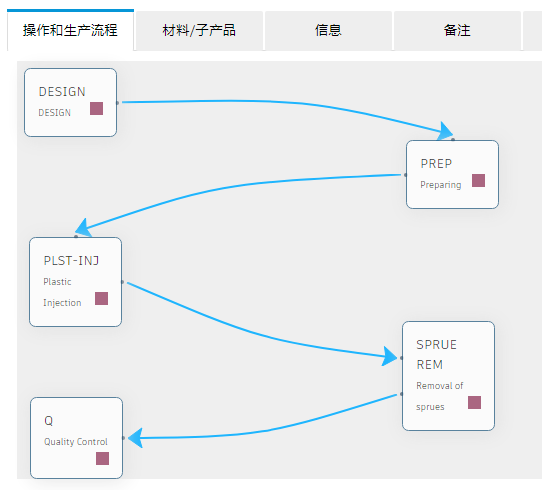 操作和生产流程
材料/子产品
信息
备注
DESIGN
DESIGN
PREP
Preparing
PLST-INJ
Plastic
Injection
SPRUE
REM
Removal of
sprues
Q
Quality Control